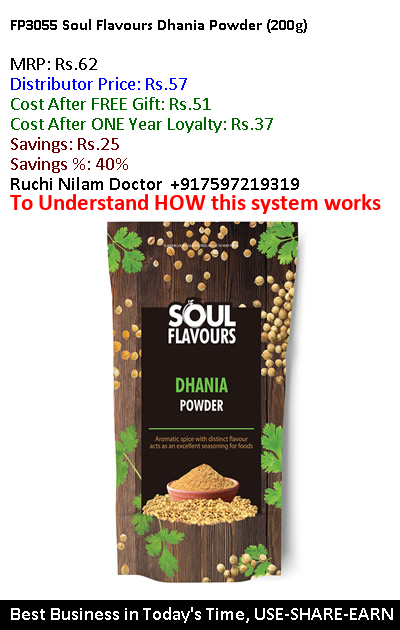 FP3055 Soul Flavours Dhania Powder (200g)
MRP: Rs.62
Distributor Price: Rs.57
Cost After FREE Gift: Rs.51
Cost After ONE Year Loyalty: Rs.37
Savings: Rs.25
Savings %: 40%
Ruchi Nilam Doctor +917597219319
To Understand HOW this system works
SOUL
FLAVOURS
DHANIA
POWDER
Aromatic spice with distinct flavour
acts as an excellent seasoning for foods
Best Business in Today's Time, USE-SHARE-EARN